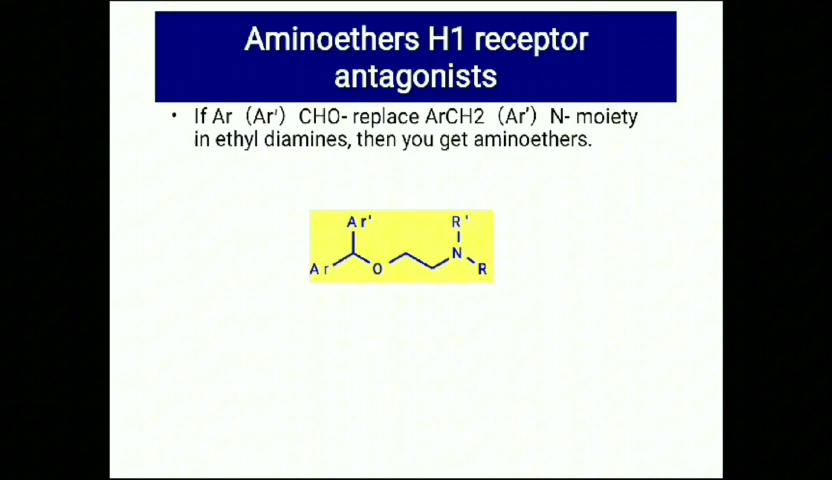 Aminoethers H1 receptor
antagonists
• If Ar（Ar'）CHO- replace ArCH2（Ar'）N- moiety
in ethyl diamines, then you get aminoethers.
Ar' R'
N
Ar O R